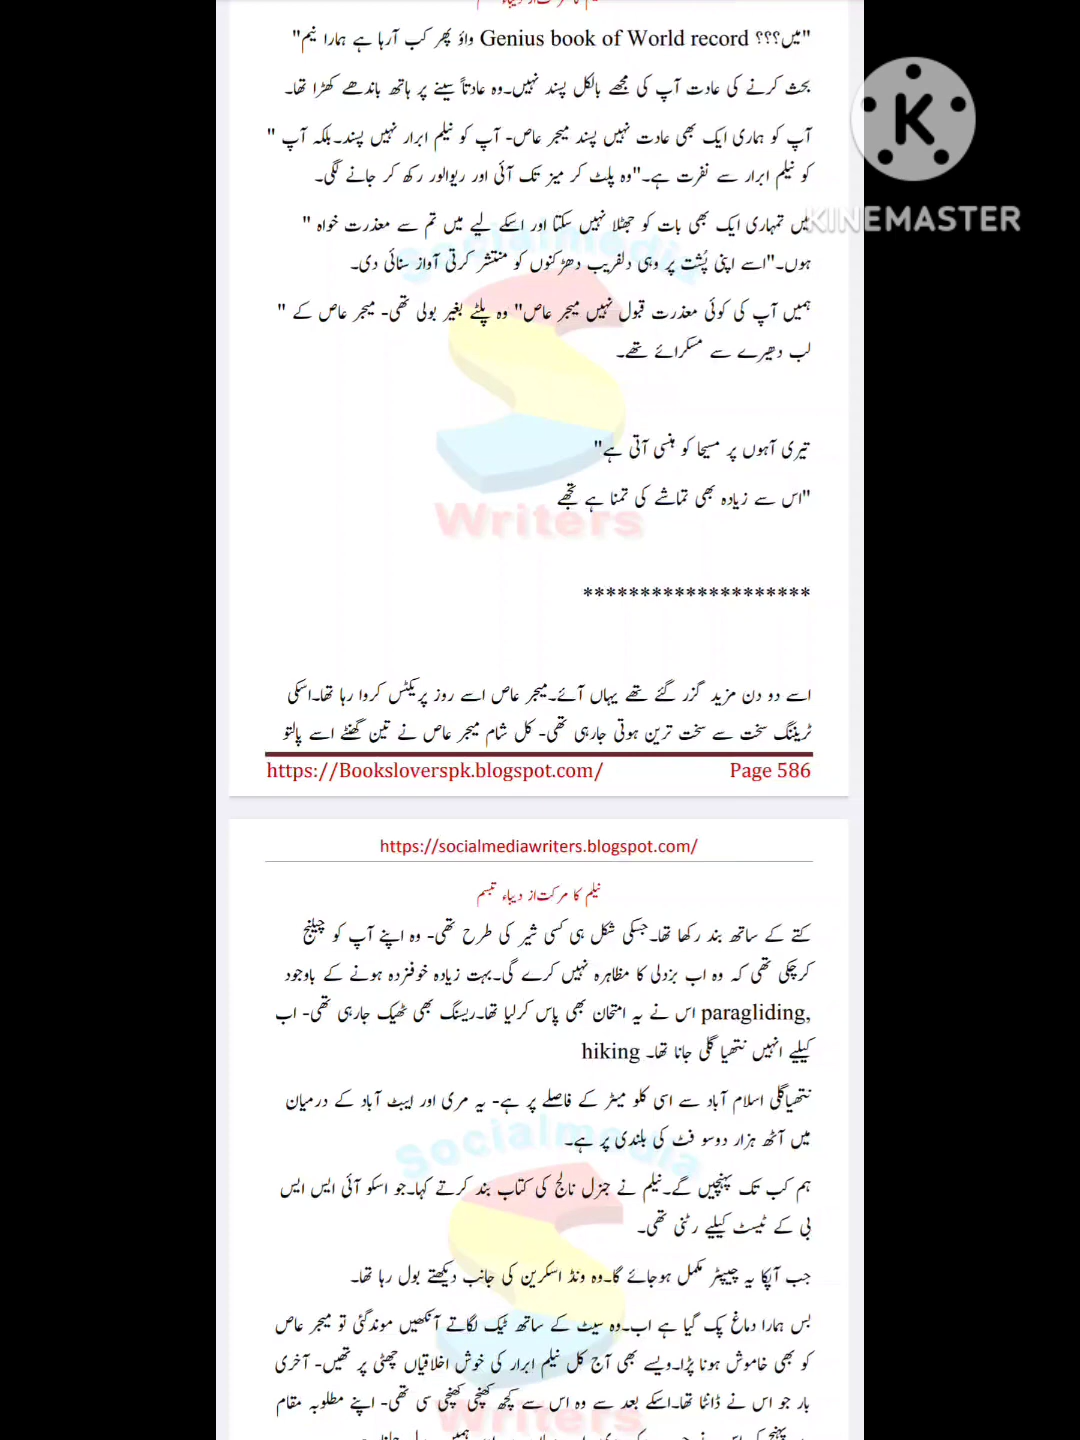 "میں؟؟؟ Genius book of World record واؤ پھر کب آرہا ہے ہمارا نیم"
بحث کرنے کی عادت آپ کی مجھے بالکل پسند نہیں۔وہ عادتاً سینے پر ہاتھ باندھے کھڑا تھا۔
آپ کو ہماری ایک بھی عادت نہیں پسند میجر عاص- آپ کو نیلم ابرار نہیں پسند۔بلکہ آپ "
کو نیلم ابرار سے نفرت ہے۔"وہ پلٹ کر میز تک آئی اور ریوالور رکھ کر جانے لگی۔
میں تمہاری ایک بھی بات کو جھٹلا نہیں سکتا اور اسکے لیے میں تم سے معذرت خواہ "
ہوں۔"اسے اپنی پُشت پر وہی دلفریب دھڑکنوں کو منتشر کرتی آواز سنائی دی۔
ہمیں آپ کی کوئی معذرت قبول نہیں میجر عاص" وہ پلٹے بغیر بولی تھی- میجر عاص کے "
لب دھیرے سے مسکرائے تھے۔
تیری آہوں پر مسیحا کو ہنسی آتی ہے"
"اس سے زیادہ بھی تماشے کی تمنا ہے تجھے
********************
اسے دو دن مزید گزر گئے تھے یہاں آئے۔میجر عاص اسے روز پریکٹس کروا رہا تھا۔اسکی
ٹریننگ سخت سے سخت ترین ہوتی جارہی تھی- کل شام میجر عاص نے تین گھنٹے اسے پالتو
https://Booksloverspk.blogspot.com/ Page 586
https://socialmediawriters.blogspot.com/
نیلم کا مرکت از دیباء تبسم
کتے کے ساتھ بند رکھا تھا۔جسکی شکل ہی کسی شیر کی طرح تھی- وہ اپنے آپ کو چیلنج
کرچکی تھی کہ وہ اب بزدلی کا مظاہرہ نہیں کرے گی۔بہت زیادہ خوفزدہ ہونے کے باوجود
paragliding, اس نے یہ امتحان بھی پاس کرلیا تھا۔ریسنگ بھی ٹھیک جارہی تھی- اب
کیلیے انہیں نتھیا گلی جانا تھا۔ hiking
نتھیاگلی اسلام آباد سے اسی کلو میٹر کے فاصلے پر ہے- یہ مری اور ایبٹ آباد کے درمیان
میں آٹھ ہزار دوسو فٹ کی بلندی پر ہے۔
ہم کب تک پہنچیں گے۔نیلم نے جنرل نالج کی کتاب بند کرتے کہا۔جو اسکو آئی ایس ایس
بی کے ٹیسٹ کیلیے رٹنی تھی۔
جب آپکا یہ چیپٹر مکمل ہوجائے گا۔وہ ونڈ اسکرین کی جانب دیکھتے بول رہا تھا۔
بس ہمارا دماغ پک گیا ہے اب۔وہ سیٹ کے ساتھ ٹیک لگاتے آنکھیں موندگئی تو میجر عاص
کو بھی خاموش ہونا پڑا۔ویسے بھی آج کل نیلم ابرار کی خوش اخلاقیاں چھٹی پر تھیں- آخری
بار جو اس نے ڈانٹا تھا۔اسکے بعد سے وہ اس سے کچھ کھنچی کھنچی سی تھی- اپنے مطلوبہ مقام
Socialmedia
Writers
Socialmedia
Writers
KINEMASTER